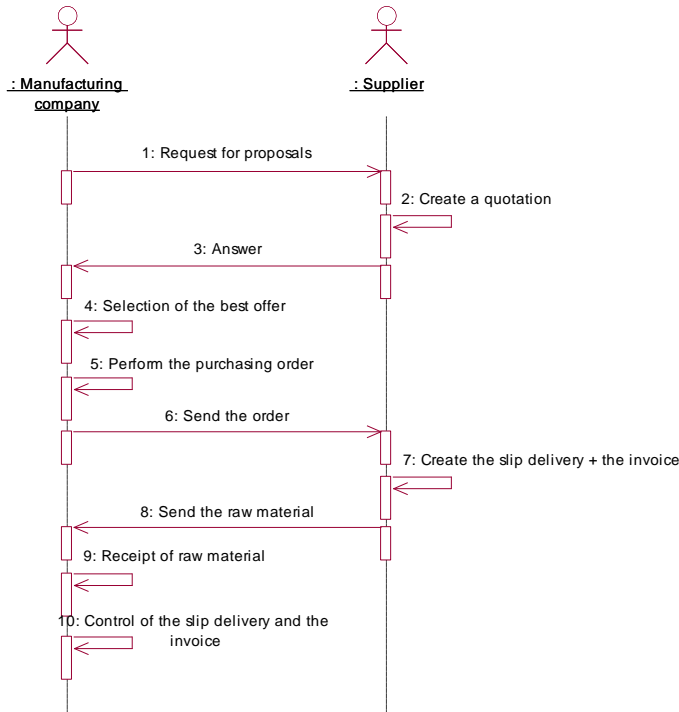 : Manufacturing
company
: Supplier
1: Request for proposals
2: Create a quotation
3: Answer
4: Selection of the best offer
5: Perform the purchasing order
6: Send the order
7: Create the slip delivery + the invoice
8: Send the raw material
9: Receipt of raw material
10: Control of the slip delivery and the
invoice